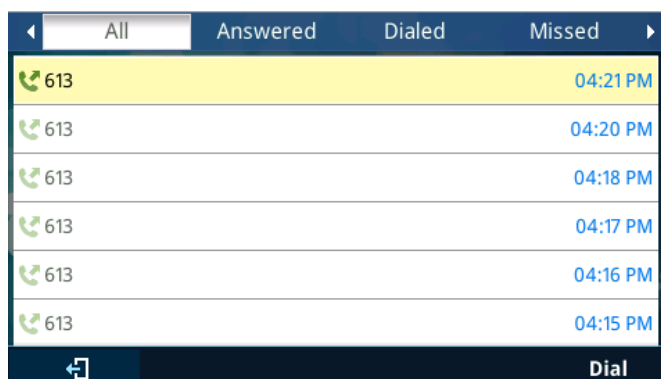 All Answered Dialed Missed
613 04:21 PM
613 04:20 PM
613 04:18 PM
613 04:17 PM
613 04:16 PM
613 04:15 PM
Dial